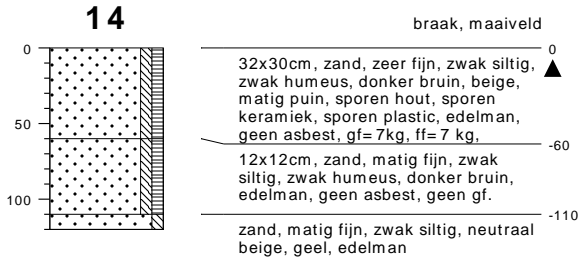 14
braak, maaiveld
0
0
32x30cm, zand, zeer fijn, zwak siltig,
zwak humeus, donker bruin, beige,
matig puin, sporen hout, sporen
keramiek, sporen plastic, edelman,
geen asbest, gf=7kg, ff=7 kg,
50
-60
12x12cm, zand, matig fijn, zwak
siltig, zwak humeus, donker bruin,
edelman, geen asbest, geen gf.
100
-110
zand, matig fijn, zwak siltig, neutraal
beige, geel, edelman